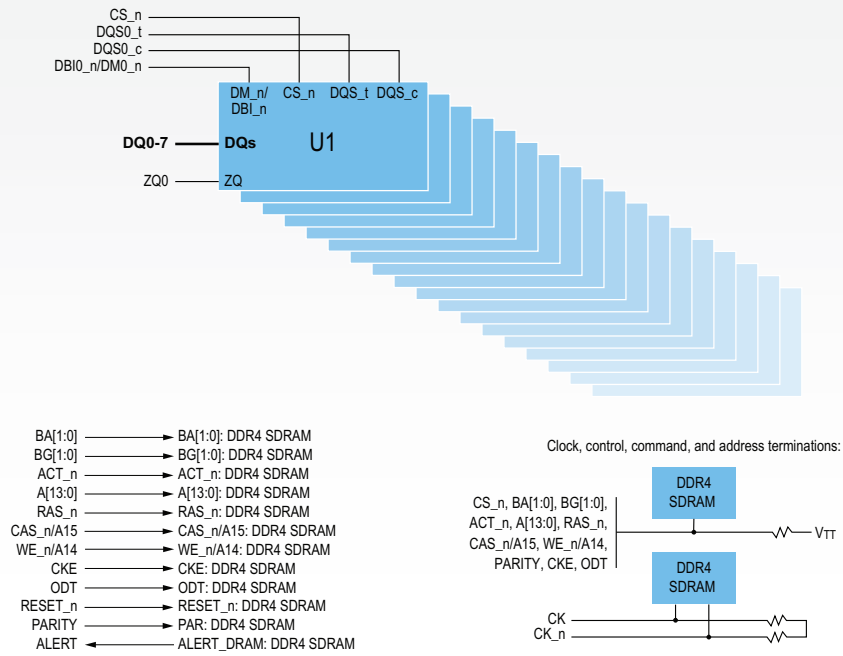 CS_n
DQS0_t
DQS0_c
DBI0_n/DM0_n
DM_n/ CS_n DQS_t DQS_c
DBI_n
DQ0-7 DQs U1
ZQ0 ZQ
BA[1:0] BA[1:0]: DDR4 SDRAM
BG[1:0] BG[1:0]: DDR4 SDRAM
ACT_n ACT_n: DDR4 SDRAM
A[13:0] A[13:0]: DDR4 SDRAM
RAS_n RAS_n: DDR4 SDRAM
CAS_n/A15 CAS_n/A15: DDR4 SDRAM
WE_n/A14 WE_n/A14: DDR4 SDRAM
CKE CKE: DDR4 SDRAM
ODT ODT: DDR4 SDRAM
RESET_n RESET_n: DDR4 SDRAM
PARITY PAR: DDR4 SDRAM
ALERT ALERT_DRAM: DDR4 SDRAM
Clock, control, command, and address terminations:
DDR4
SDRAM
CS_n, BA[1:0], BG[1:0],
ACT_n, A[13:0], RAS_n,
CAS_n/A15, WE_n/A14,
PARITY, CKE, ODT
VTT
DDR4
SDRAM
CK
CK_n